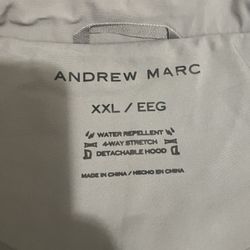 ANDREW MARC
XXL / EEG
WATER REPELLENT
4-WAY STRETCH
DETACHABLE HOOD
MADE IN CHINA / HECHO EN CHINA